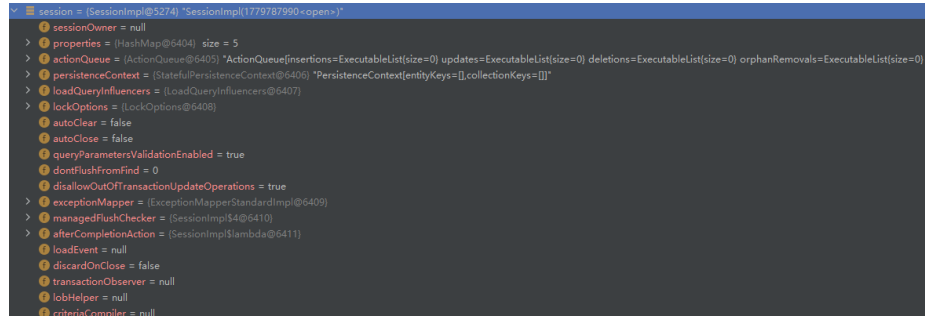 session = {SessionImpl@5274} "SessionImpl(1779787990<open>)"
sessionOwner = null
properties = {HashMap@6404} size = 5
actionQueue = {ActionQueue@6405} "ActionQueue[insertions=ExecutableList{size=0} updates=ExecutableList{size=0} deletions=ExecutableList{size=0} orphanRemovals=ExecutableList{size=0}
persistenceContext = {StatefulPersistenceContext@6406} "PersistenceContext[entityKeys=[],collectionKeys=[]]"
loadQueryInfluencers = {LoadQueryInfluencers@6407}
lockOptions = {LockOptions@6408}
autoClear = false
autoClose = false
queryParametersValidationEnabled = true
dontFlushFromFind = 0
disallowOutOfTransactionUpdateOperations = true
exceptionMapper = {ExceptionMapperStandardImpl@6409}
managedFlushChecker = {SessionImpl$4@6410}
afterCompletionAction = {SessionImpl$lambda@6411}
loadEvent = null
discardOnClose = false
transactionObserver = null
lobHelper = null
criteriaCompiler = null